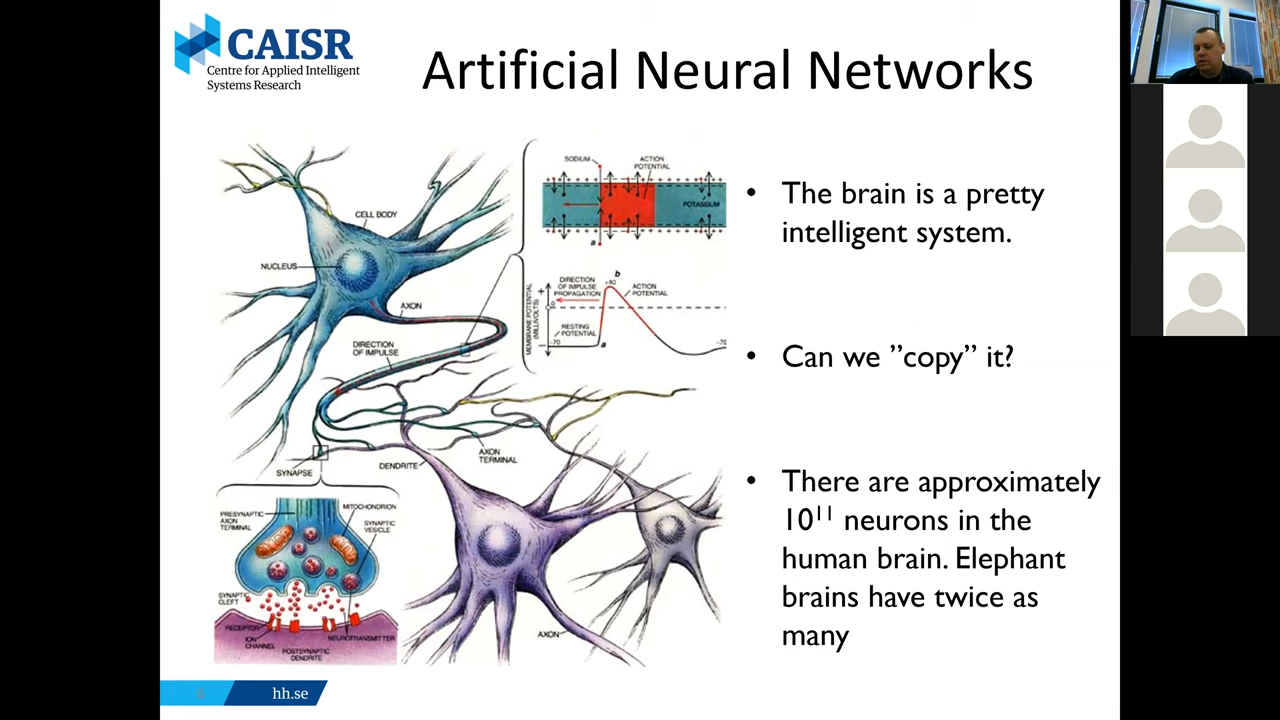 CAISR
Centre for Applied Intelligent
Systems Research
Artificial Neural Networks
SODIUM
ACTION
POTENTIAL
POTASSIUM
a
CELL BODY
NUCLEUS
AXON
DIRECTION
OF IMPULSE
b
+40
DIRECTION
OF IMPULSE
PROPAGATION
ACTION
POTENTIAL
MEMBRANE POTENTIAL
(MILLIVOLTS)
+
0
RESTING
POTENTIAL
-70
a
-70
SYNAPSE
DENDRITE
AXON
TERMINAL
PRESYNAPTIC
AXON
TERMINAL
MITOCHONDRION
SYNAPTIC
VESICLE
SYNAPTIC
CLEFT
RECEPTOR
ION
CHANNEL
NEUROTRANSMITTER
POSTSYNAPTIC
DENDRITE
AXON
• The brain is a pretty
intelligent system.
• Can we ”copy” it?
• There are approximately
10¹¹ neurons in the
human brain. Elephant
brains have twice as
many
hh.se